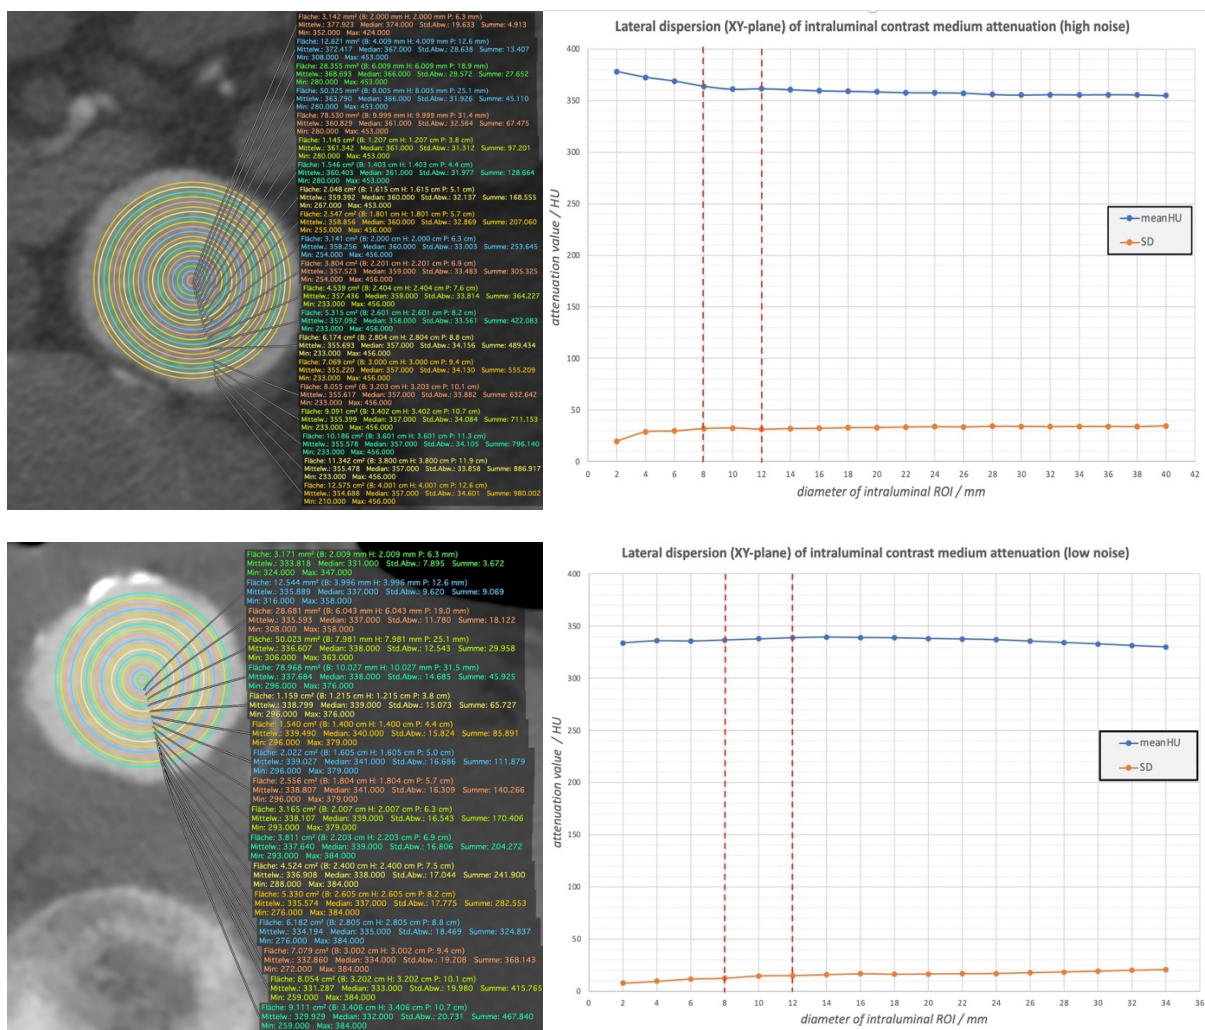 Fläche: 3.142 mm² (B: 2.000 mm H: 2.000 mm P: 6.3 mm)
Mittelw.: 377.923 Median: 374.000 Std.Abw.: 19.633 Summe: 4.913
Min: 352.000 Max: 424.000
Fläche: 12.621 mm² (B: 4.009 mm H: 4.009 mm P: 12.6 mm)
Mittelw.: 372.417 Median: 367.000 Std.Abw.: 28.638 Summe: 13.407
Min: 308.000 Max: 453.000
Fläche: 28.355 mm² (B: 6.009 mm H: 6.009 mm P: 18.9 mm)
Mittelw.: 368.693 Median: 366.000 Std.Abw.: 29.572 Summe: 27.652
Min: 280.000 Max: 453.000
Fläche: 50.325 mm² (B: 8.005 mm H: 8.005 mm P: 25.1 mm)
Mittelw.: 363.790 Median: 366.000 Std.Abw.: 31.926 Summe: 45.110
Min: 280.000 Max: 453.000
Fläche: 78.530 mm² (B: 9.999 mm H: 9.999 mm P: 31.4 mm)
Mittelw.: 360.829 Median: 361.000 Std.Abw.: 32.564 Summe: 67.475
Min: 280.000 Max: 453.000
Fläche: 1.145 cm² (B: 1.207 cm H: 1.207 cm P: 3.8 cm)
Mittelw.: 361.342 Median: 361.000 Std.Abw.: 31.312 Summe: 97.201
Min: 280.000 Max: 453.000
Fläche: 1.546 cm² (B: 1.403 cm H: 1.403 cm P: 4.4 cm)
Mittelw.: 360.403 Median: 361.000 Std.Abw.: 31.977 Summe: 128.664
Min: 280.000 Max: 453.000
Fläche: 2.048 cm² (B: 1.615 cm H: 1.615 cm P: 5.1 cm)
Mittelw.: 359.392 Median: 360.000 Std.Abw.: 32.137 Summe: 168.555
Min: 267.000 Max: 453.000
Fläche: 2.547 cm² (B: 1.801 cm H: 1.801 cm P: 5.7 cm)
Mittelw.: 358.856 Median: 360.000 Std.Abw.: 32.869 Summe: 207.060
Min: 255.000 Max: 456.000
Fläche: 3.141 cm² (B: 2.000 cm H: 2.000 cm P: 6.3 cm)
Mittelw.: 358.256 Median: 360.000 Std.Abw.: 33.003 Summe: 253.645
Min: 254.000 Max: 456.000
Fläche: 3.804 cm² (B: 2.201 cm H: 2.201 cm P: 6.9 cm)
Mittelw.: 357.523 Median: 359.000 Std.Abw.: 33.483 Summe: 305.325
Min: 254.000 Max: 456.000
Fläche: 4.539 cm² (B: 2.404 cm H: 2.404 cm P: 7.6 cm)
Mittelw.: 357.436 Median: 359.000 Std.Abw.: 33.814 Summe: 364.227
Min: 233.000 Max: 456.000
Fläche: 5.315 cm² (B: 2.601 cm H: 2.601 cm P: 8.2 cm)
Mittelw.: 357.092 Median: 358.000 Std.Abw.: 33.561 Summe: 422.083
Min: 233.000 Max: 456.000
Fläche: 6.174 cm² (B: 2.804 cm H: 2.804 cm P: 8.8 cm)
Mittelw.: 355.693 Median: 357.000 Std.Abw.: 34.156 Summe: 489.434
Min: 233.000 Max: 456.000
Fläche: 7.069 cm² (B: 3.000 cm H: 3.000 cm P: 9.4 cm)
Mittelw.: 355.220 Median: 357.000 Std.Abw.: 34.130 Summe: 555.209
Min: 233.000 Max: 456.000
Fläche: 8.055 cm² (B: 3.203 cm H: 3.203 cm P: 10.1 cm)
Mittelw.: 355.617 Median: 357.000 Std.Abw.: 33.882 Summe: 632.642
Min: 233.000 Max: 456.000
Fläche: 9.091 cm² (B: 3.402 cm H: 3.402 cm P: 10.7 cm)
Mittelw.: 355.399 Median: 357.000 Std.Abw.: 34.084 Summe: 711.153
Min: 233.000 Max: 456.000
Fläche: 10.186 cm² (B: 3.601 cm H: 3.601 cm P: 11.3 cm)
Mittelw.: 355.578 Median: 357.000 Std.Abw.: 34.105 Summe: 796.140
Min: 233.000 Max: 456.000
Fläche: 11.342 cm² (B: 3.800 cm H: 3.800 cm P: 11.9 cm)
Mittelw.: 355.478 Median: 357.000 Std.Abw.: 33.858 Summe: 886.917
Min: 233.000 Max: 456.000
Fläche: 12.575 cm² (B: 4.001 cm H: 4.001 cm P: 12.6 cm)
Mittelw.: 354.688 Median: 357.000 Std.Abw.: 34.601 Summe: 980.002
Min: 210.000 Max: 456.000
Lateral dispersion (XY-plane) of intraluminal contrast medium attenuation (high noise)
400
350
300
250
200
150
100
50
0
attenuation value / HU
meanHU
SD
0 2 4 6 8 10 12 14 16 18 20 22 24 26 28 30 32 34 36 38 40 42
diameter of intraluminal ROI / mm
Fläche: 3.171 mm² (B: 2.009 mm H: 2.009 mm P: 6.3 mm)
Mittelw.: 333.818 Median: 331.000 Std.Abw.: 7.895 Summe: 3.672
Min: 324.000 Max: 347.000
Fläche: 12.544 mm² (B: 3.996 mm H: 3.996 mm P: 12.6 mm)
Mittelw.: 335.889 Median: 337.000 Std.Abw.: 9.620 Summe: 9.069
Min: 316.000 Max: 358.000
Fläche: 28.681 mm² (B: 6.043 mm H: 6.043 mm P: 19.0 mm)
Mittelw.: 335.593 Median: 337.000 Std.Abw.: 11.780 Summe: 18.122
Min: 308.000 Max: 358.000
Fläche: 50.023 mm² (B: 7.981 mm H: 7.981 mm P: 25.1 mm)
Mittelw.: 336.607 Median: 338.000 Std.Abw.: 12.543 Summe: 29.958
Min: 306.000 Max: 363.000
Fläche: 78.968 mm² (B: 10.027 mm H: 10.027 mm P: 31.5 mm)
Mittelw.: 337.684 Median: 338.000 Std.Abw.: 14.685 Summe: 45.925
Min: 296.000 Max: 376.000
Fläche: 1.159 cm² (B: 1.215 cm H: 1.215 cm P: 3.8 cm)
Mittelw.: 338.799 Median: 339.000 Std.Abw.: 15.073 Summe: 65.727
Min: 296.000 Max: 376.000
Fläche: 1.540 cm² (B: 1.400 cm H: 1.400 cm P: 4.4 cm)
Mittelw.: 339.490 Median: 340.000 Std.Abw.: 15.824 Summe: 85.891
Min: 296.000 Max: 379.000
Fläche: 2.022 cm² (B: 1.605 cm H: 1.605 cm P: 5.0 cm)
Mittelw.: 339.027 Median: 341.000 Std.Abw.: 16.686 Summe: 111.879
Min: 296.000 Max: 379.000
Fläche: 2.556 cm² (B: 1.804 cm H: 1.804 cm P: 5.7 cm)
Mittelw.: 338.807 Median: 341.000 Std.Abw.: 16.309 Summe: 140.266
Min: 296.000 Max: 379.000
Fläche: 3.165 cm² (B: 2.007 cm H: 2.007 cm P: 6.3 cm)
Mittelw.: 338.107 Median: 339.000 Std.Abw.: 16.543 Summe: 170.406
Min: 293.000 Max: 379.000
Fläche: 3.811 cm² (B: 2.203 cm H: 2.203 cm P: 6.9 cm)
Mittelw.: 337.640 Median: 339.000 Std.Abw.: 16.806 Summe: 204.272
Min: 293.000 Max: 384.000
Fläche: 4.524 cm² (B: 2.400 cm H: 2.400 cm P: 7.5 cm)
Mittelw.: 336.908 Median: 338.000 Std.Abw.: 17.044 Summe: 241.900
Min: 288.000 Max: 384.000
Fläche: 5.330 cm² (B: 2.605 cm H: 2.605 cm P: 8.2 cm)
Mittelw.: 335.574 Median: 337.000 Std.Abw.: 17.775 Summe: 282.553
Min: 276.000 Max: 384.000
Fläche: 6.182 cm² (B: 2.805 cm H: 2.805 cm P: 8.8 cm)
Mittelw.: 334.194 Median: 335.000 Std.Abw.: 18.469 Summe: 324.837
Min: 276.000 Max: 384.000
Fläche: 7.079 cm² (B: 3.002 cm H: 3.002 cm P: 9.4 cm)
Mittelw.: 332.860 Median: 334.000 Std.Abw.: 19.208 Summe: 368.143
Min: 272.000 Max: 384.000
Fläche: 8.054 cm² (B: 3.202 cm H: 3.202 cm P: 10.1 cm)
Mittelw.: 331.287 Median: 333.000 Std.Abw.: 19.980 Summe: 415.765
Min: 259.000 Max: 384.000
Fläche: 9.111 cm² (B: 3.406 cm H: 3.406 cm P: 10.7 cm)
Mittelw.: 329.929 Median: 332.000 Std.Abw.: 20.731 Summe: 467.840
Min: 259.000 Max: 384.000
Lateral dispersion (XY-plane) of intraluminal contrast medium attenuation (low noise)
400
350
300
250
200
150
100
50
0
attenuation value / HU
meanHU
SD
0 2 4 6 8 10 12 14 16 18 20 22 24 26 28 30 32 34 36
diameter of intraluminal ROI / mm